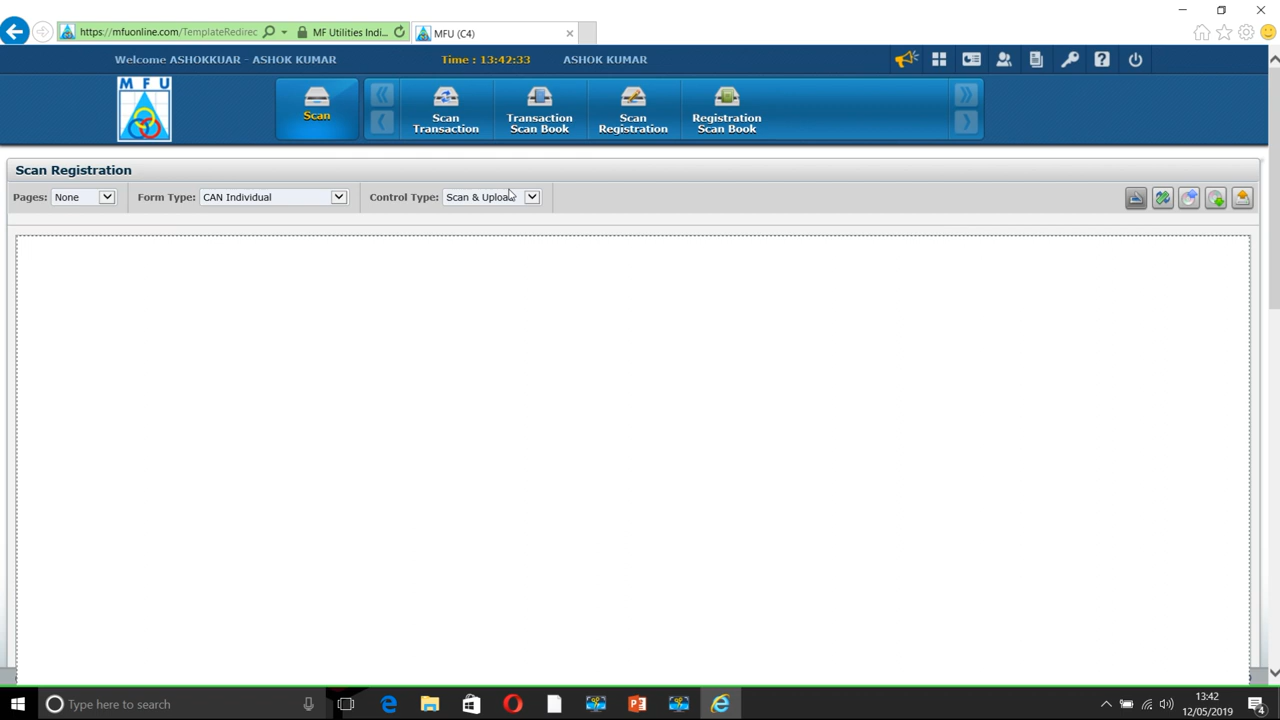 https://mfuonline.com/TemplateRedirec
MF Utilities Indi...
MFU (C4)
Welcome ASHOKKUAR - ASHOK KUMAR
Time : 13:42:33
ASHOK KUMAR
MFU
Scan
Scan Transaction
Transaction Scan Book
Scan Registration
Registration Scan Book
Scan Registration
Pages: None
Form Type: CAN Individual
Control Type: Scan & Upload
Type here to search
13:42
12/05/2019
4